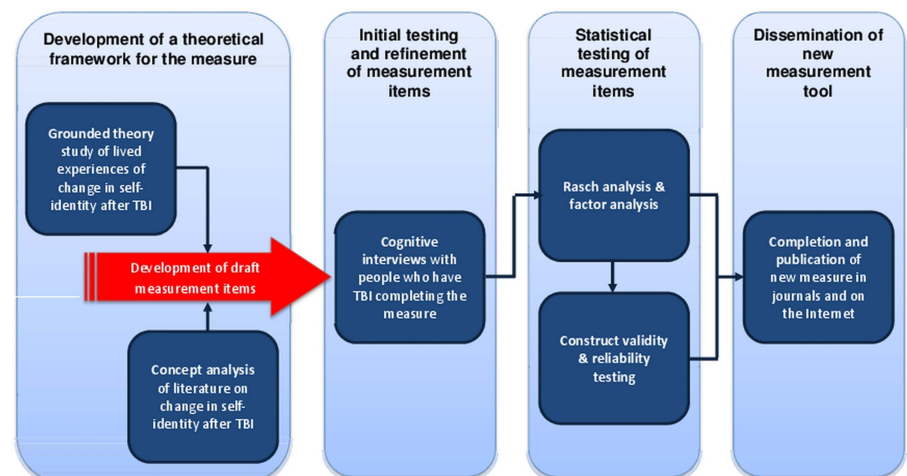 Development of a theoretical
framework for the measure
Grounded theory
study of lived
experiences of
change in self-
identity after TBI
Development of draft
measurement items
Concept analysis
of literature on
change in self-
identity after TBI
Initial testing
and refinement
of measurement
items
Cognitive
interviews with
people who have
TBI completing the
measure
Statistical
testing of
measurement
items
Rasch analysis &
factor analysis
Construct validity
& reliability
testing
Dissemination of
new
measurement
tool
Completion and
publication of
new measure in
journals and on
the Internet